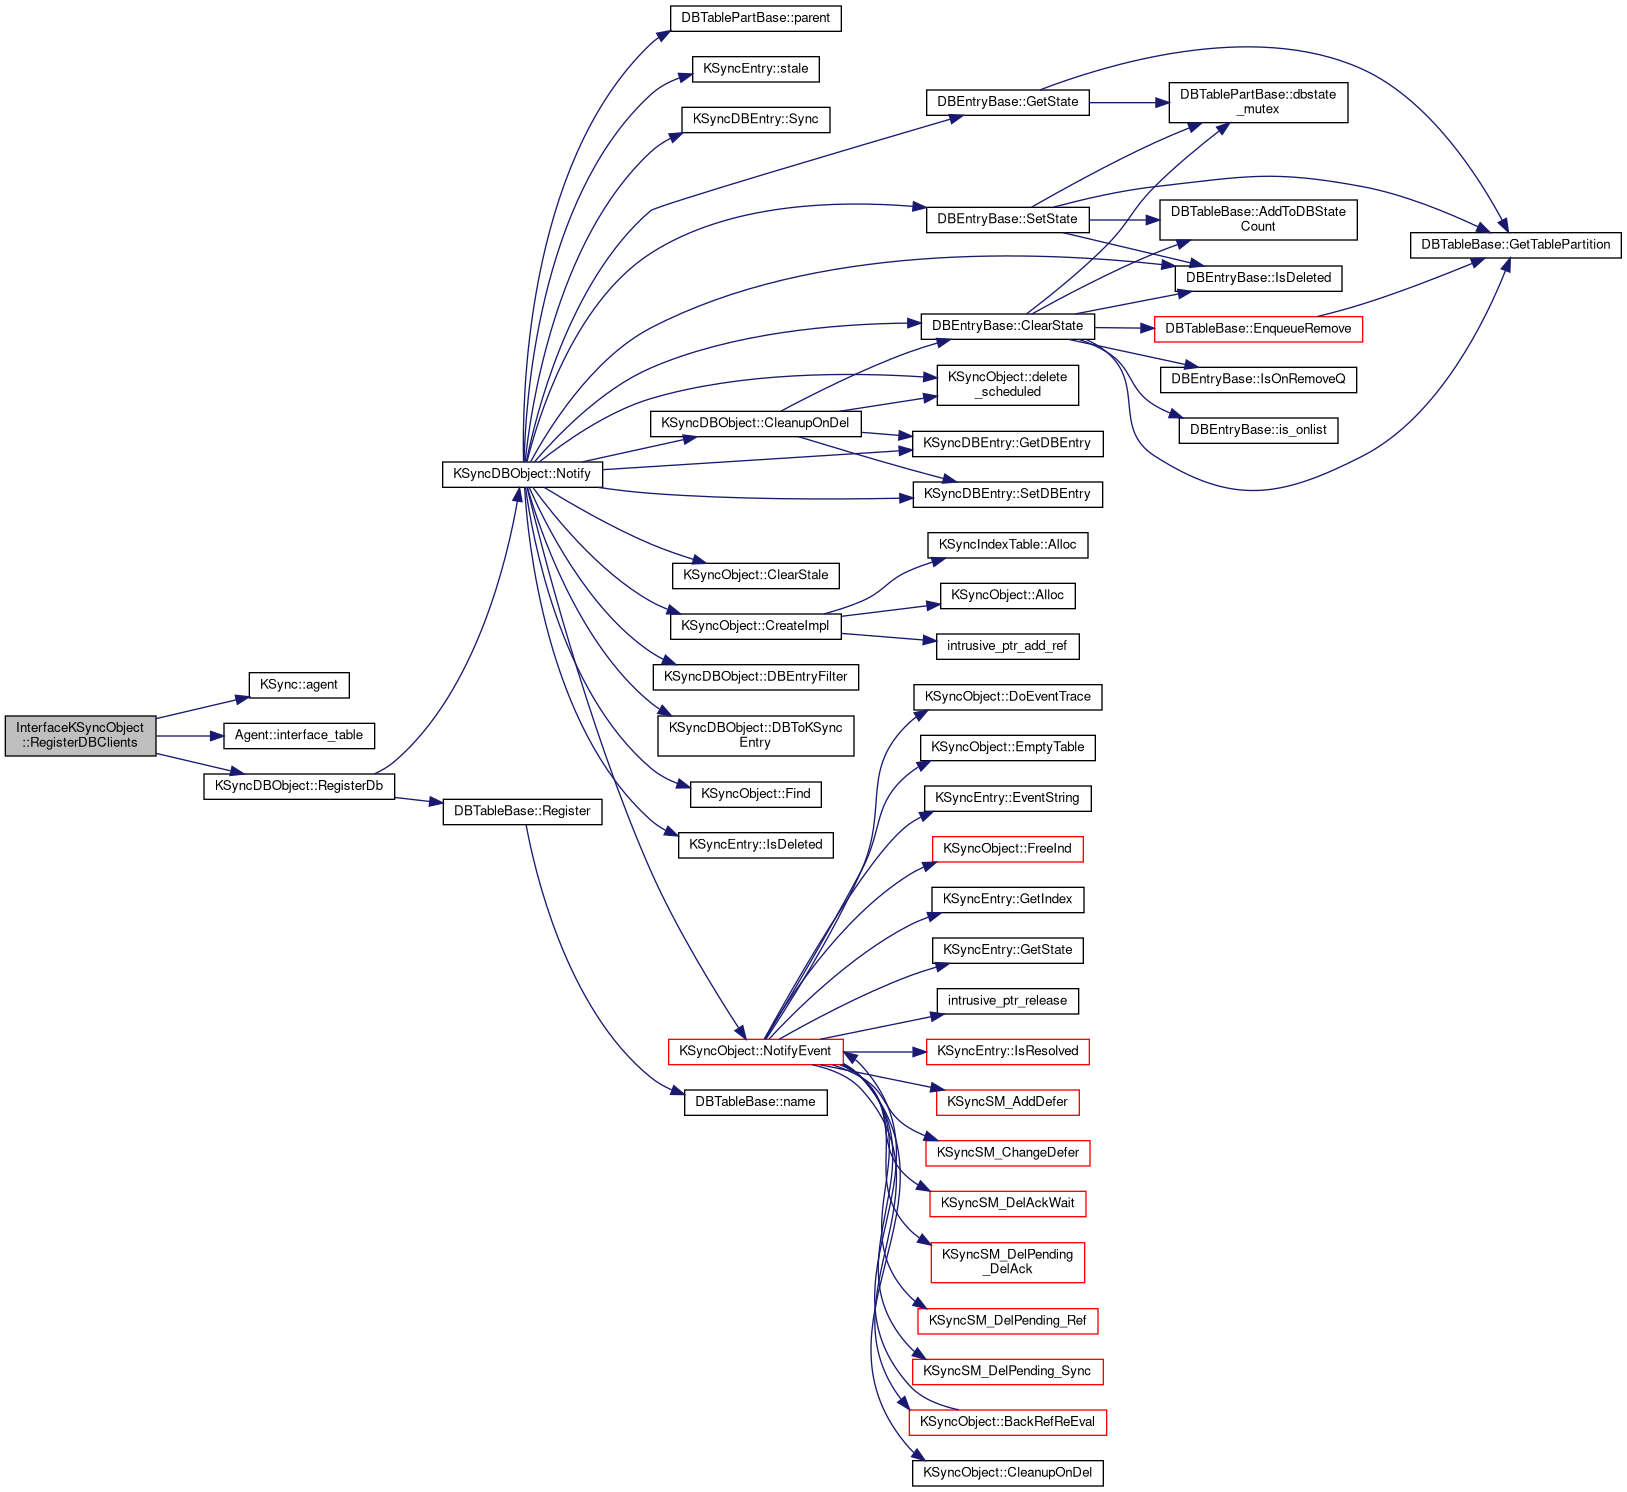 DBTablePartBase::parent
KSyncEntry::stale
KSyncDBEntry::Sync
DBEntryBase::GetState
DBTablePartBase::dbstate
_mutex
DBEntryBase::SetState
DBTableBase::AddToDBState
Count
DBTableBase::GetTablePartition
DBEntryBase::IsDeleted
DBEntryBase::ClearState
DBTableBase::EnqueueRemove
DBEntryBase::IsOnRemoveQ
KSyncObject::delete
_scheduled
KSyncDBObject::CleanupOnDel
DBEntryBase::is_onlist
KSyncDBEntry::GetDBEntry
KSyncDBObject::Notify
KSyncDBEntry::SetDBEntry
KSyncIndexTable::Alloc
KSyncObject::ClearStale
KSyncObject::Alloc
KSyncObject::CreateImpl
intrusive_ptr_add_ref
KSync::agent
KSyncDBObject::DBEntryFilter
KSyncObject::DoEventTrace
InterfaceKSyncObject
::RegisterDBClients
Agent::interface_table
KSyncDBObject::DBToKSync
Entry
KSyncObject::EmptyTable
KSyncDBObject::RegisterDb
KSyncObject::Find
KSyncEntry::EventString
DBTableBase::Register
KSyncEntry::IsDeleted
KSyncObject::FreeInd
KSyncEntry::GetIndex
KSyncEntry::GetState
intrusive_ptr_release
KSyncObject::NotifyEvent
KSyncEntry::IsResolved
DBTableBase::name
KSyncSM_AddDefer
KSyncSM_ChangeDefer
KSyncSM_DelAckWait
KSyncSM_DelPending
_DelAck
KSyncSM_DelPending_Ref
KSyncSM_DelPending_Sync
KSyncObject::BackRefReEval
KSyncObject::CleanupOnDel